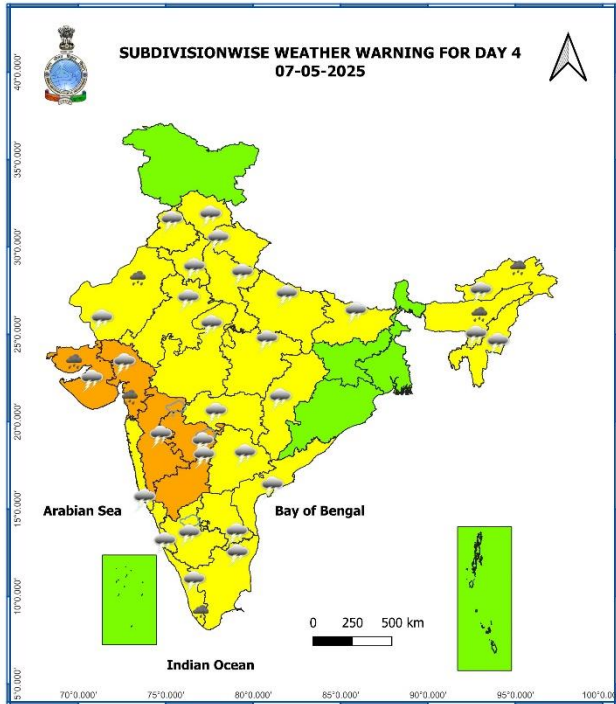 SUBDIVISIONWISE WEATHER WARNING FOR DAY 4
07-05-2025
40°0.000'
35°0.000'
30°0.000'
25°0.000'
20°0.000'
15°0.000'
10°0.000'
5°0.000'
Arabian Sea
Bay of Bengal
0 250 500 km
Indian Ocean
70°0.000' 75°0.000' 80°0.000' 85°0.000' 90°0.000' 95°0.000' 100°0.000'